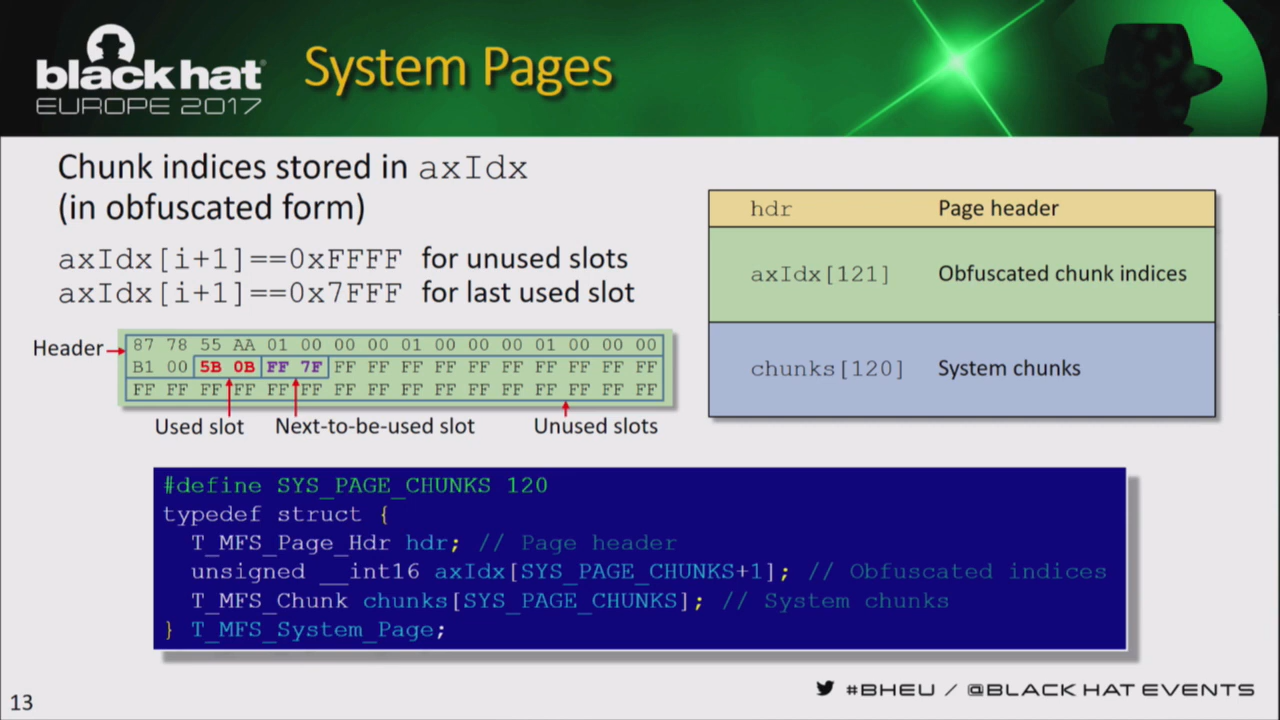 black hat
EUROPE 2017
System Pages
Chunk indices stored in axIdx
(in obfuscated form)
axIdx[i+1]==0xFFFF for unused slots
axIdx[i+1]==0x7FFF for last used slot
Header
87 78 55 AA 01 00 00 00 01 00 00 00 01 00 00 00
B1 00 5B 0B FF 7F FF FF FF FF FF FF FF FF FF FF
FF FF FF FF FF FF FF FF FF FF FF FF FF FF FF FF
Used slot
Next-to-be-used slot
Unused slots
hdr Page header
axIdx[121] Obfuscated chunk indices
chunks[120] System chunks
#define SYS_PAGE_CHUNKS 120
typedef struct {
T_MFS_Page_Hdr hdr; // Page header
unsigned __int16 axIdx[SYS_PAGE_CHUNKS+1]; // Obfuscated indices
T_MFS_Chunk chunks[SYS_PAGE_CHUNKS]; // System chunks
} T_MFS_System_Page;
13
#BHEU / @BLACK HAT EVENTS